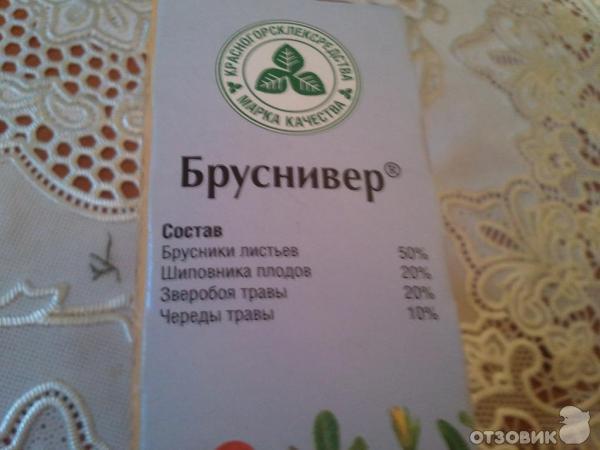 КРАСНОГОРСКЛЕКСРЕДСТВА
МАРКА КАЧЕСТВА
Бруснивер®
Состав
Брусники листьев 50%
Шиповника плодов 20%
Зверобоя травы 20%
Череды травы 10%
ОТЗОВИК